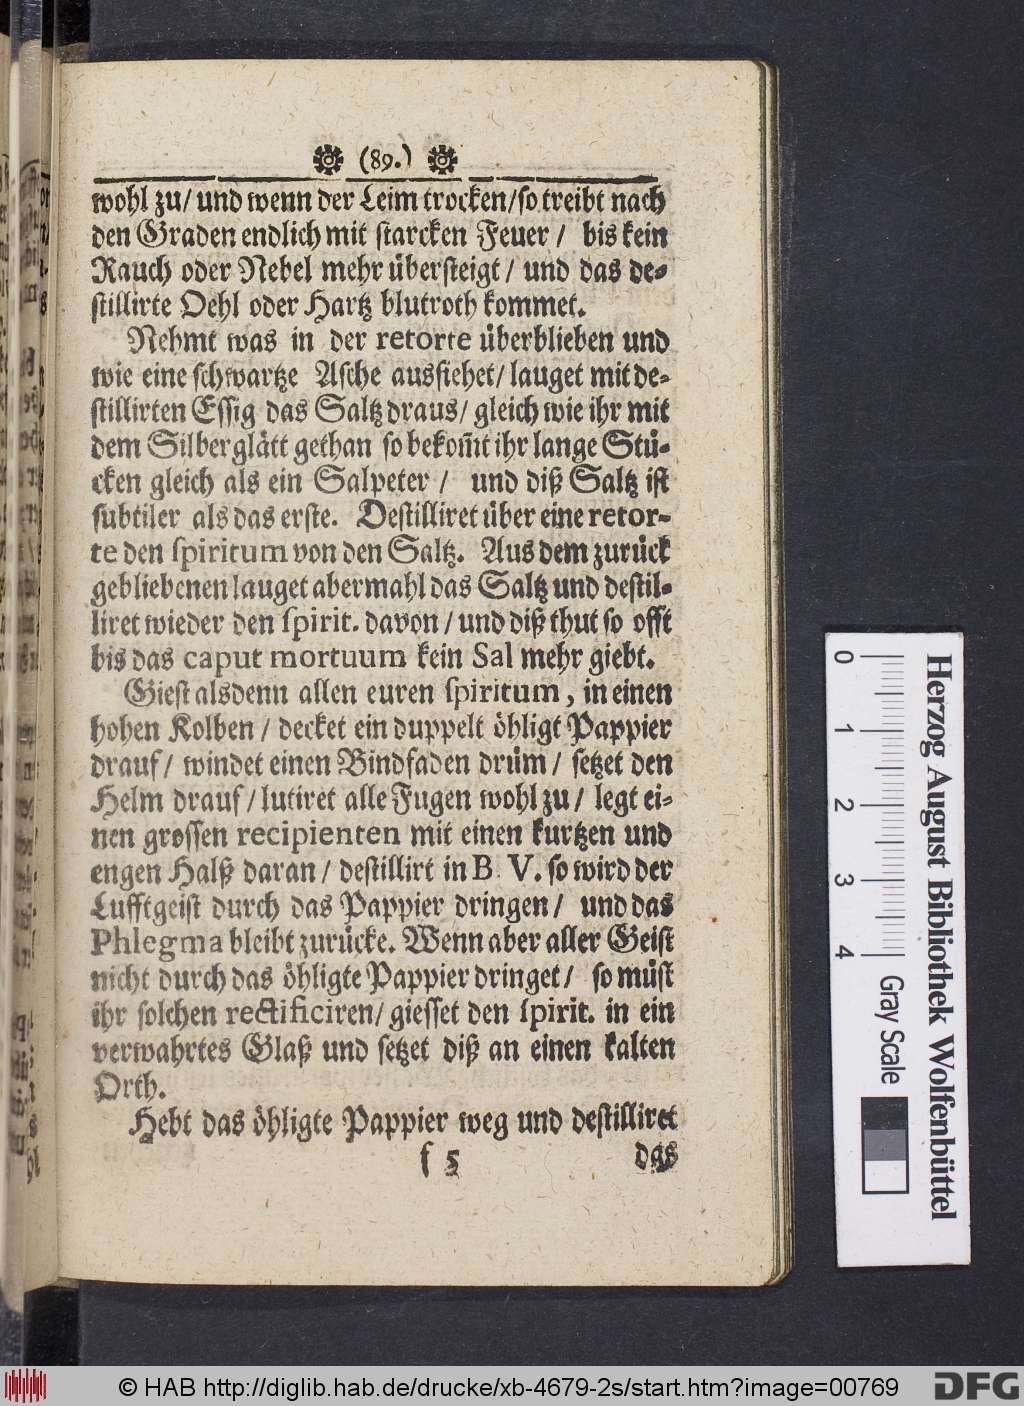 (89.)
wohl zu/ und wenn der Leim trocken/ so treibt nach
den Graden endlich mit starcken Feuer / bis kein
Rauch oder Nebel mehr übersteigt / und das de-
stillirte Oehl oder Hartz blutroth kommet.
Nehmt was in der retorte überblieben und
wie eine schwartze Asche aussiehet/ lauget mit de-
stillirten Essig das Saltz draus/ gleich wie ihr mit
dem Silberglätt gethan so bekom̃t ihr lange Stü-
cken gleich als ein Salpeter / und diß Saltz ist
subtiler als das erste. Destilliret über eine retor-
te den spiritum von den Saltz. Aus dem zurück
gebliebenen lauget abermahl das Saltz und destil-
liret wieder den spirit. davon / und diß thut so offt
bis das caput mortuum kein Sal mehr giebt.
Giest alsdenn allen euren spiritum, in einen
hohen Kolben / decket ein duppelt öhligt Pappier
drauf / windet einen Bindfaden drüm / setzet den
Helm drauf / lutiret alle Fugen wohl zu / legt ei-
nen grossen recipienten mit einen kurtzen und
engen Halß daran / destillirt in B. V. so wird der
Lufftgeist durch das Pappier dringen / und das
Phlegma bleibt zurücke. Wenn aber aller Geist
nicht durch das öhligte Pappier dringet / so müst
ihr solchen rectificiren/ giesset den spirit. in ein
verwahrtes Glaß und setzet diß an einen kalten
Orth.
Hebt das öhligte Pappier weg und destilliret
f 5 das
0 1 2 3 4
Gray Scale
Herzog August Bibliothek Wolfenbüttel
© HAB http://diglib.hab.de/drucke/xb-4679-2s/start.htm?image=00769
DFG